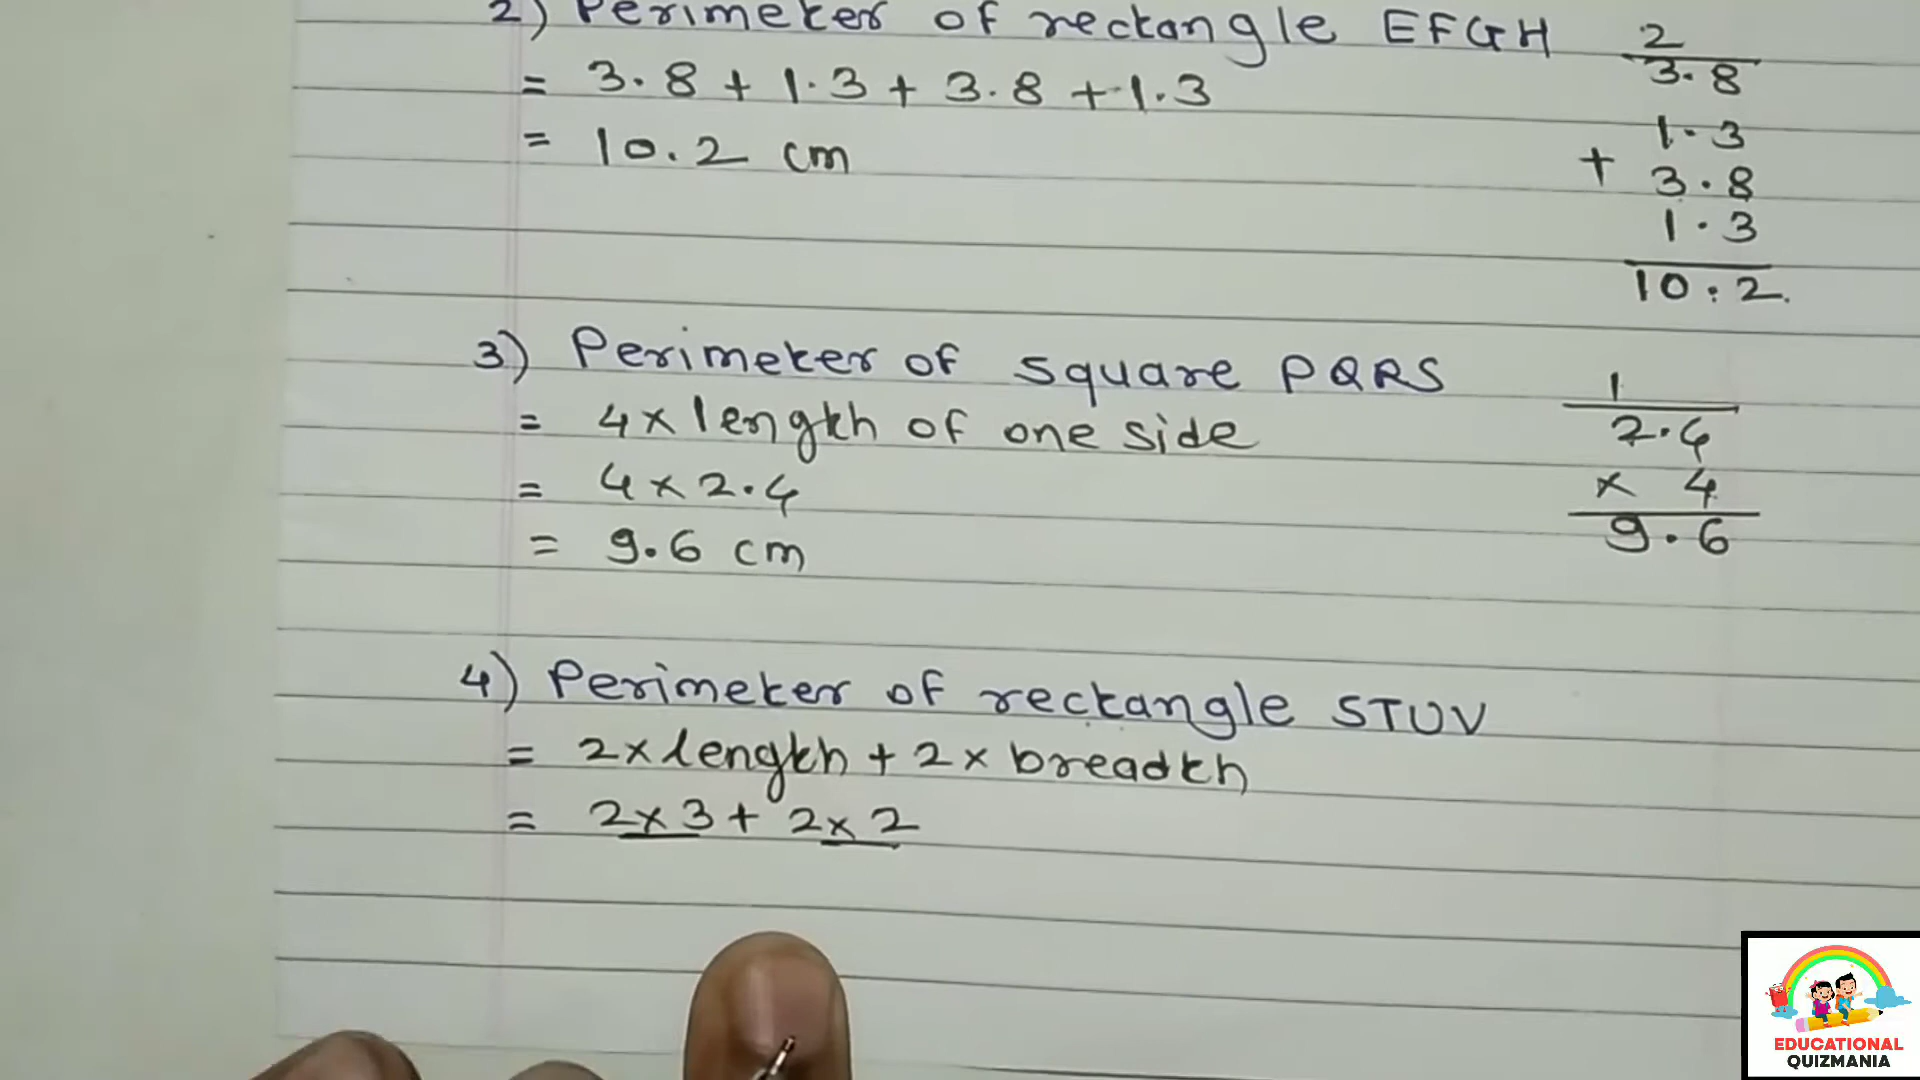 2) Perimeter of rectangle EFGH
= 3.8 + 1.3 + 3.8 + 1.3
= 10.2 cm
2
3.8
1.3
+ 3.8
1.3
10.2
3) Perimeter of square PQRS
= 4 x length of one side
= 4 x 2.4
= 9.6 cm
1
2.4
x 4
9.6
4) Perimeter of rectangle STUV
= 2 x length + 2 x breadth
= 2 x 3 + 2 x 2
EDUCATIONAL
QUIZMANIA